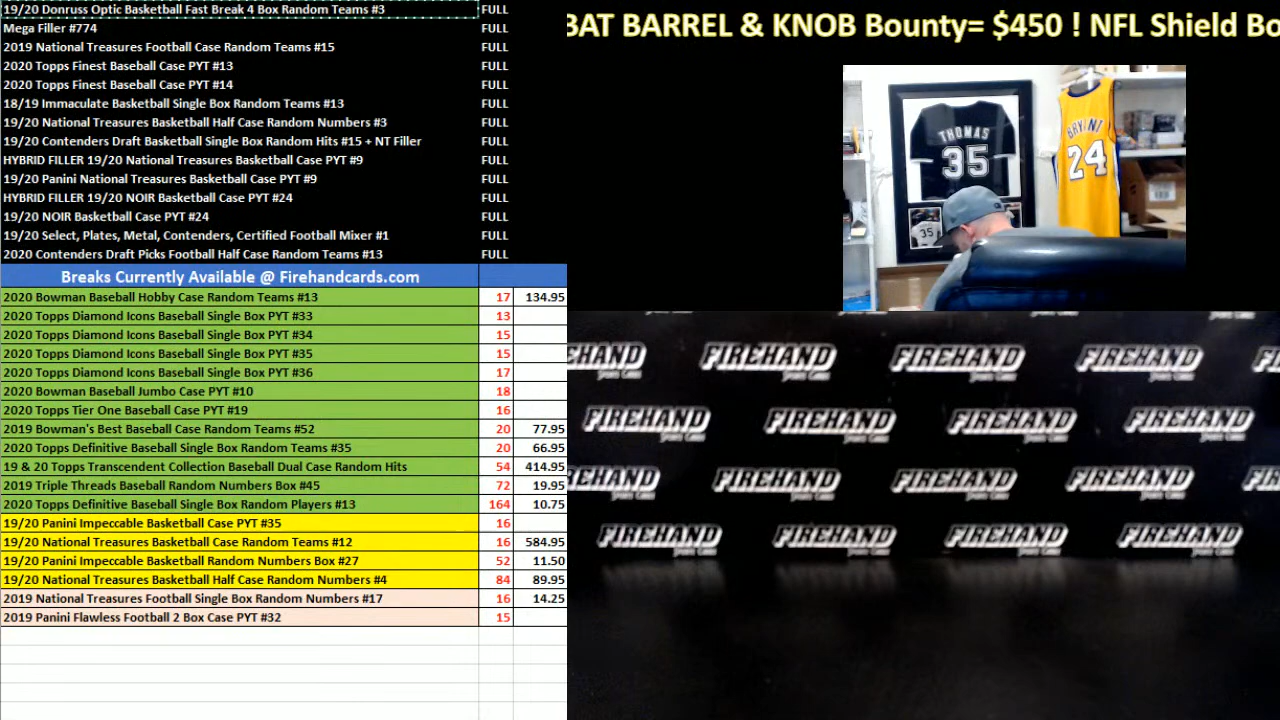 19/20 Donruss Optic Basketball Fast Break 4 Box Random Teams #3 FULL
Mega Filler #774 FULL
2019 National Treasures Football Case Random Teams #15 FULL
2020 Topps Finest Baseball Case PYT #13 FULL
2020 Topps Finest Baseball Case PYT #14 FULL
18/19 Immaculate Basketball Single Box Random Teams #13 FULL
19/20 National Treasures Basketball Half Case Random Numbers #3 FULL
19/20 Contenders Draft Basketball Single Box Random Hits #15 + NT Filler FULL
HYBRID FILLER 19/20 National Treasures Basketball Case PYT #9 FULL
19/20 Panini National Treasures Basketball Case PYT #9 FULL
HYBRID FILLER 19/20 NOIR Basketball Case PYT #24 FULL
19/20 NOIR Basketball Case PYT #24 FULL
19/20 Select, Plates, Metal, Contenders, Certified Football Mixer #1 FULL
2020 Contenders Draft Picks Football Half Case Random Teams #13 FULL
Breaks Currently Available @ Firehandcards.com
2020 Bowman Baseball Hobby Case Random Teams #13 17 134.95
2020 Topps Diamond Icons Baseball Single Box PYT #33 13
2020 Topps Diamond Icons Baseball Single Box PYT #34 15
2020 Topps Diamond Icons Baseball Single Box PYT #35 15
2020 Topps Diamond Icons Baseball Single Box PYT #36 17
2020 Bowman Baseball Jumbo Case PYT #10 18
2020 Topps Tier One Baseball Case PYT #19 16
2019 Bowman's Best Baseball Case Random Teams #52 20 77.95
2020 Topps Definitive Baseball Single Box Random Teams #35 20 66.95
19 & 20 Topps Transcendent Collection Baseball Dual Case Random Hits 54 414.95
2019 Triple Threads Baseball Random Numbers Box #45 72 19.95
2020 Topps Definitive Baseball Single Box Random Players #13 164 10.75
19/20 Panini Impeccable Basketball Case PYT #35 16
19/20 National Treasures Basketball Case Random Teams #12 16 584.95
19/20 Panini Impeccable Basketball Random Numbers Box #27 52 11.50
19/20 National Treasures Basketball Half Case Random Numbers #4 84 89.95
2019 National Treasures Football Single Box Random Numbers #17 16 14.25
2019 Panini Flawless Football 2 Box Case PYT #32 15
BAT BARREL & KNOB Bounty= $450 ! NFL Shield Bo
THOMAS
35
35
BRYANT
24
FIREHAND FIREHAND FIREHAND FIREHAND
FIREHAND FIREHAND FIREHAND FIREHAND
FIREHAND FIREHAND FIREHAND FIREHAND
FIREHAND FIREHAND FIREHAND FIREHAND